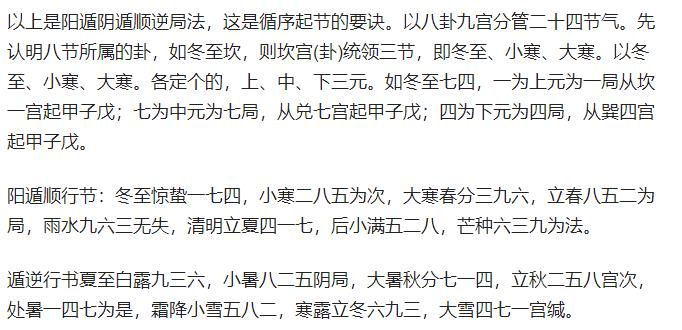 以上是阳遁阴遁顺逆局法，这是循序起节的要诀。以八卦九宫分管二十四节气。先
认明八节所属的卦，如冬至坎，则坎宫(卦)统领三节，即冬至、小寒、大寒。以冬
至、小寒、大寒。各定个的，上、中、下三元。如冬至七四，一为上元为一局从坎
一宫起甲子戊；七为中元为七局，从兑七宫起甲子戊；四为下元为四局，从巽四宫
起甲子戊。
阳遁顺行节：冬至惊蛰一七四，小寒二八五为次，大寒春分三九六，立春八五二为
局，雨水九六三无失，清明立夏四一七，后小满五二八，芒种六三九为法。
遁逆行书夏至白露九三六，小暑八二五阴局，大暑秋分七一四，立秋二五八宫次，
处暑一四七为是，霜降小雪五八二，寒露立冬六九三，大雪四七一宫缄。